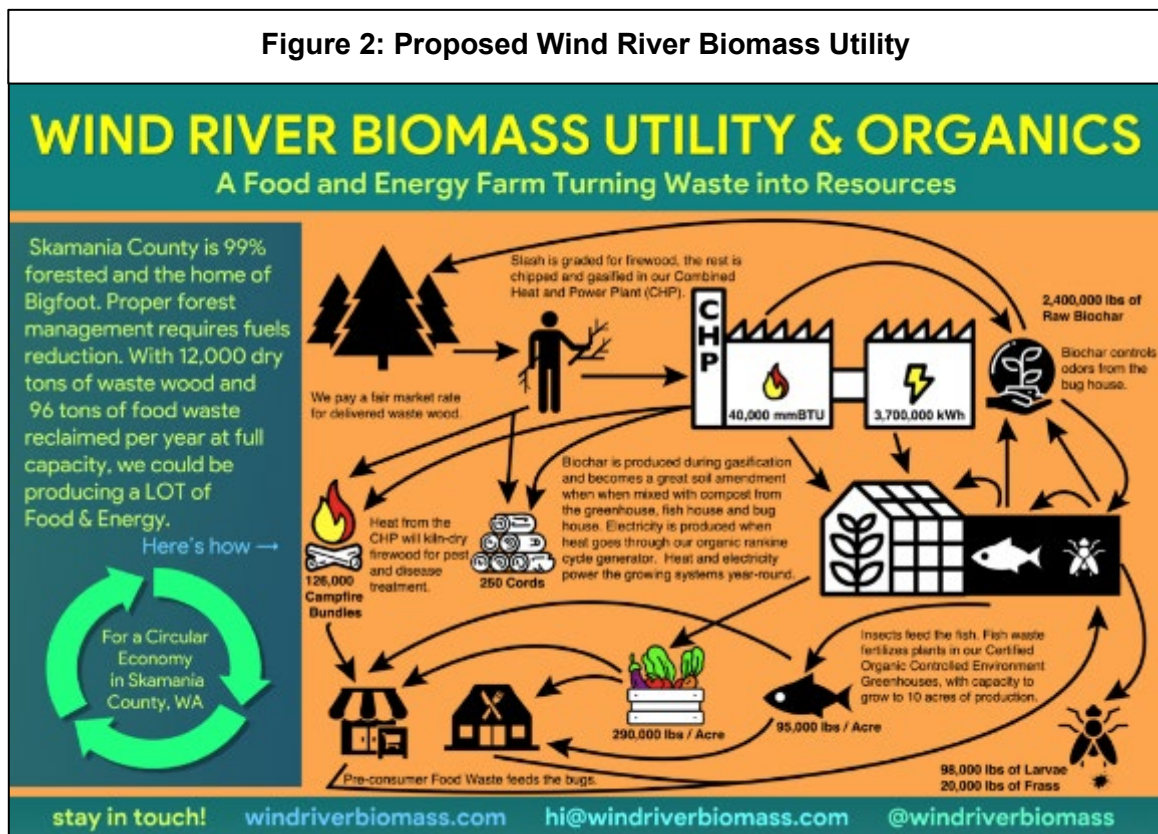 Figure 2: Proposed Wind River Biomass Utility
WIND RIVER BIOMASS UTILITY & ORGANICS
A Food and Energy Farm Turning Waste into Resources
Skamania County is 99%
forested and the home of
Bigfoot. Proper forest
management requires fuels
reduction. With 12,000 dry
tons of waste wood and
96 tons of food waste
reclaimed per year at full
capacity, we could be
producing a LOT of
Food & Energy.
Here's how →
For a Circular
Economy
in Skamania
County, WA
Slash is graded for firewood, the rest is
chipped and gasified in our Combined
Heat and Power Plant (CHP).
We pay a fair market rate
for delivered waste wood.
CHP
40,000 mmBTU
3,700,000 kWh
2,400,000 lbs of
Raw Biochar
Biochar controls
odors from the
bug house.
Heat from the
CHP will kiln-dry
firewood for pest
and disease
treatment.
126,000
Campfire
Bundles
250 Cords
Biochar is produced during gasification
and becomes a great soil amendment
when when mixed with compost from
the greenhouse, fish house and bug
house. Electricity is produced when
heat goes through our organic rankine
cycle generator. Heat and electricity
power the growing systems year-round.
Insects feed the fish. Fish waste
fertilizes plants in our Certified
Organic Controlled Environment
Greenhouses, with capacity to
grow to 10 acres of production.
290,000 lbs / Acre
95,000 lbs / Acre
98,000 lbs of Larvae
20,000 lbs of Frass
Pre-consumer Food Waste feeds the bugs.
stay in touch! windriverbiomass.com hi@windriverbiomass.com @windriverbiomass